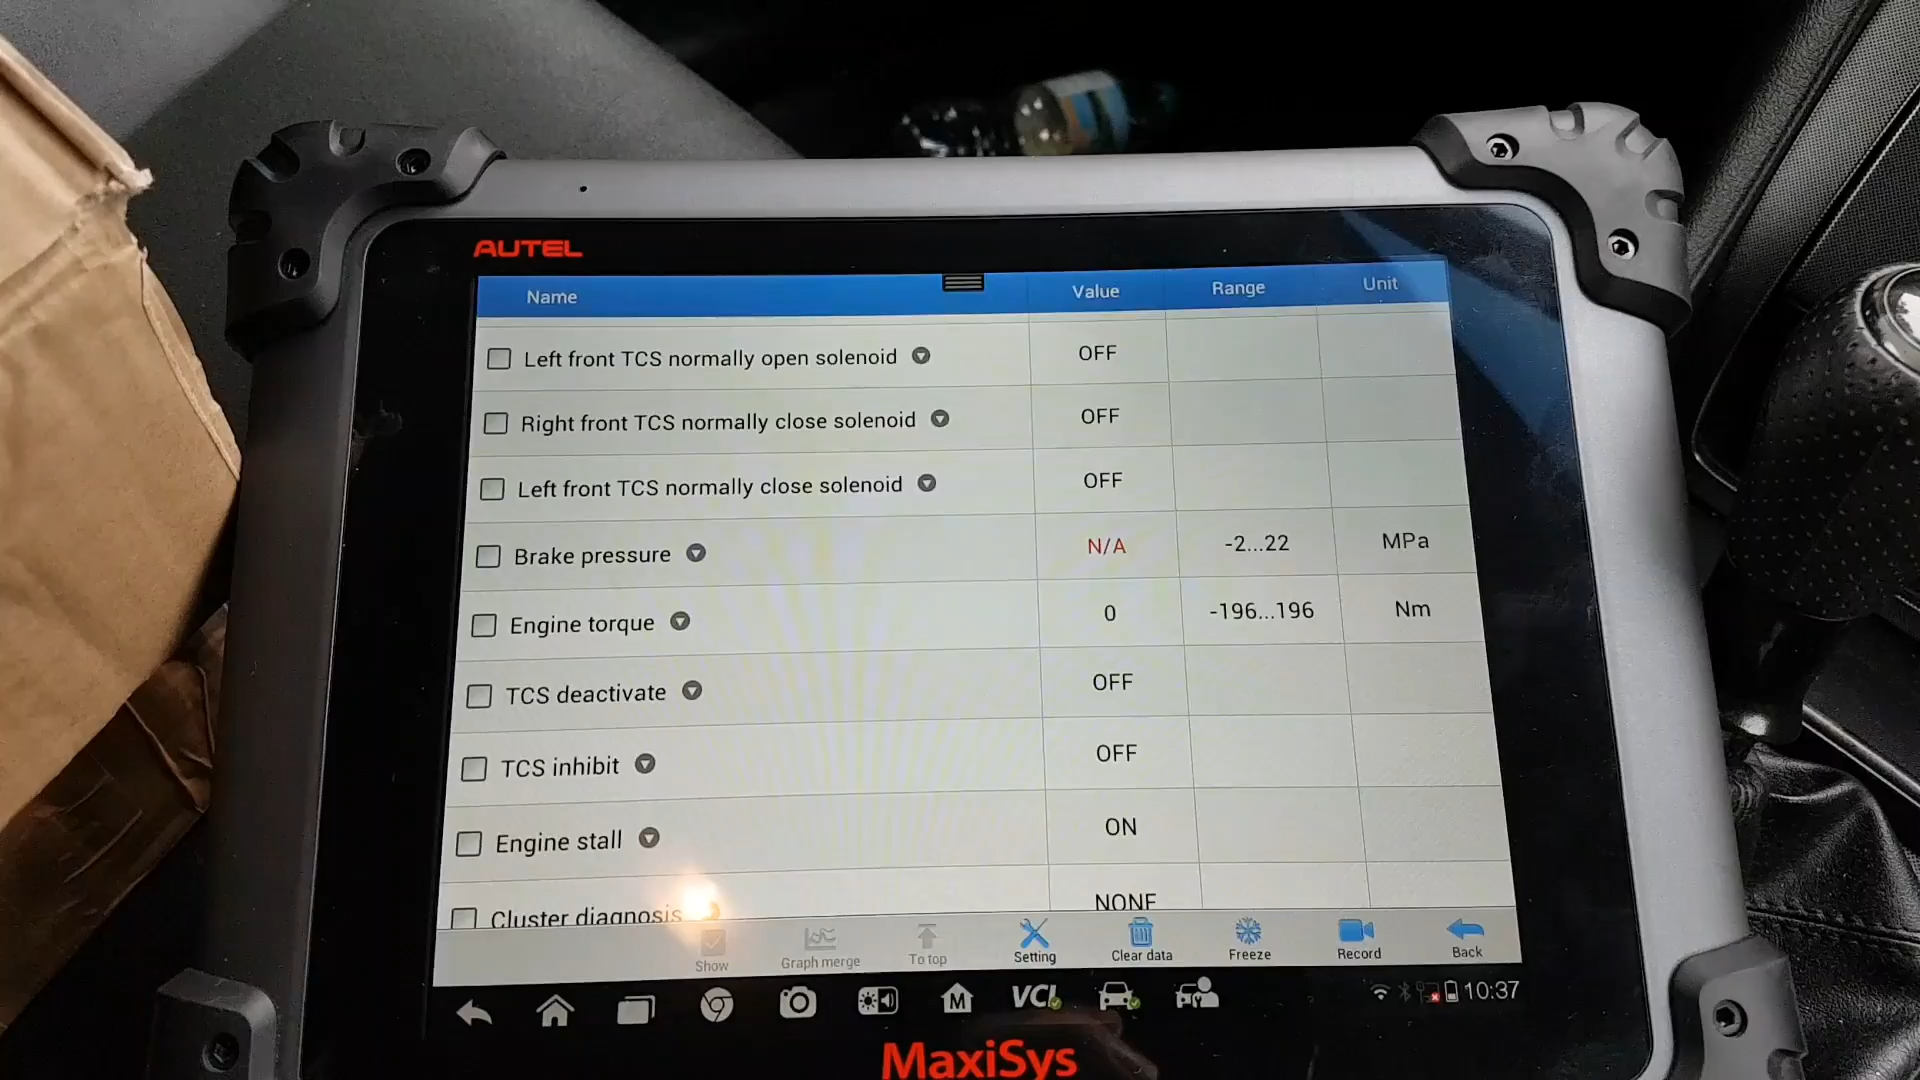 AUTEL
Name Value Range Unit
Left front TCS normally open solenoid OFF
Right front TCS normally close solenoid OFF
Left front TCS normally close solenoid OFF
Brake pressure N/A -2...22 MPa
Engine torque 0 -196...196 Nm
TCS deactivate OFF
TCS inhibit OFF
Engine stall ON
Cluster diagnosis NONE
Show Graph merge To top Setting Clear data Freeze Record Back
M VCI 10:37
MaxiSys